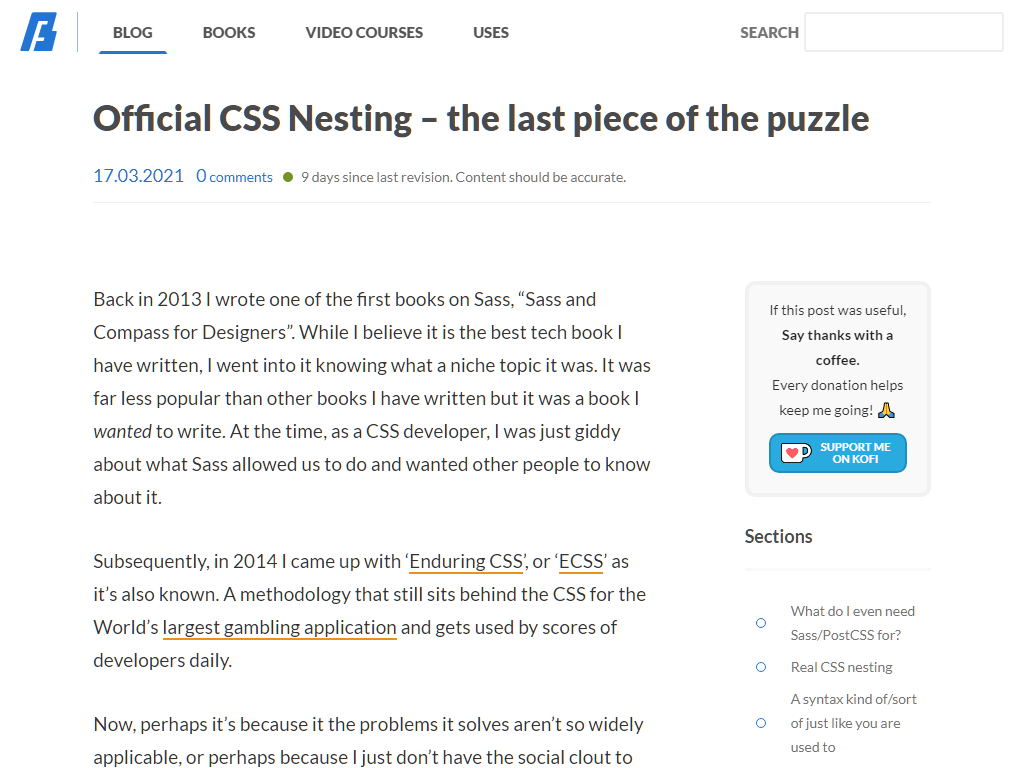 BLOG BOOKS VIDEO COURSES USES SEARCH
Official CSS Nesting – the last piece of the puzzle
17.03.2021 0 comments 9 days since last revision. Content should be accurate.
Back in 2013 I wrote one of the first books on Sass, “Sass and
Compass for Designers”. While I believe it is the best tech book I
have written, I went into it knowing what a niche topic it was. It was
far less popular than other books I have written but it was a book I
wanted to write. At the time, as a CSS developer, I was just giddy
about what Sass allowed us to do and wanted other people to know
about it.
Subsequently, in 2014 I came up with ‘Enduring CSS’, or ‘ECSS’ as
it’s also known. A methodology that still sits behind the CSS for the
World’s largest gambling application and gets used by scores of
developers daily.
Now, perhaps it’s because it the problems it solves aren’t so widely
applicable, or perhaps because I just don’t have the social clout to
If this post was useful,
Say thanks with a
coffee.
Every donation helps
keep me going! 🙏
SUPPORT ME
ON KOFI
Sections
What do I even need
Sass/PostCSS for?
Real CSS nesting
A syntax kind of/sort
of just like you are
used to